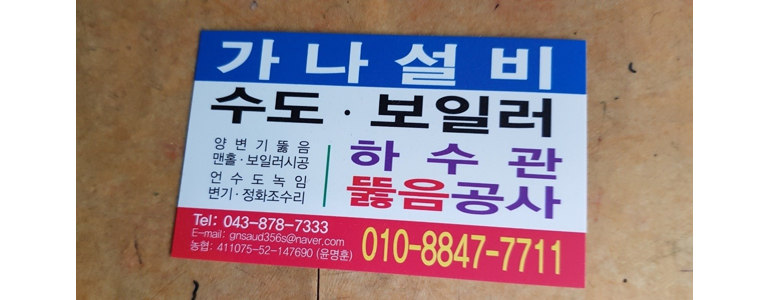 가나설비
수도 · 보일러
양변기뚫음
맨홀·보일러시공
언수도녹임
변기·정화조수리
하수관
뚫음공사
Tel: 043-878-7333
E-mail: gnsaud356s@naver.com
농협: 411075-52-147690 (윤명훈)
010-8847-7711